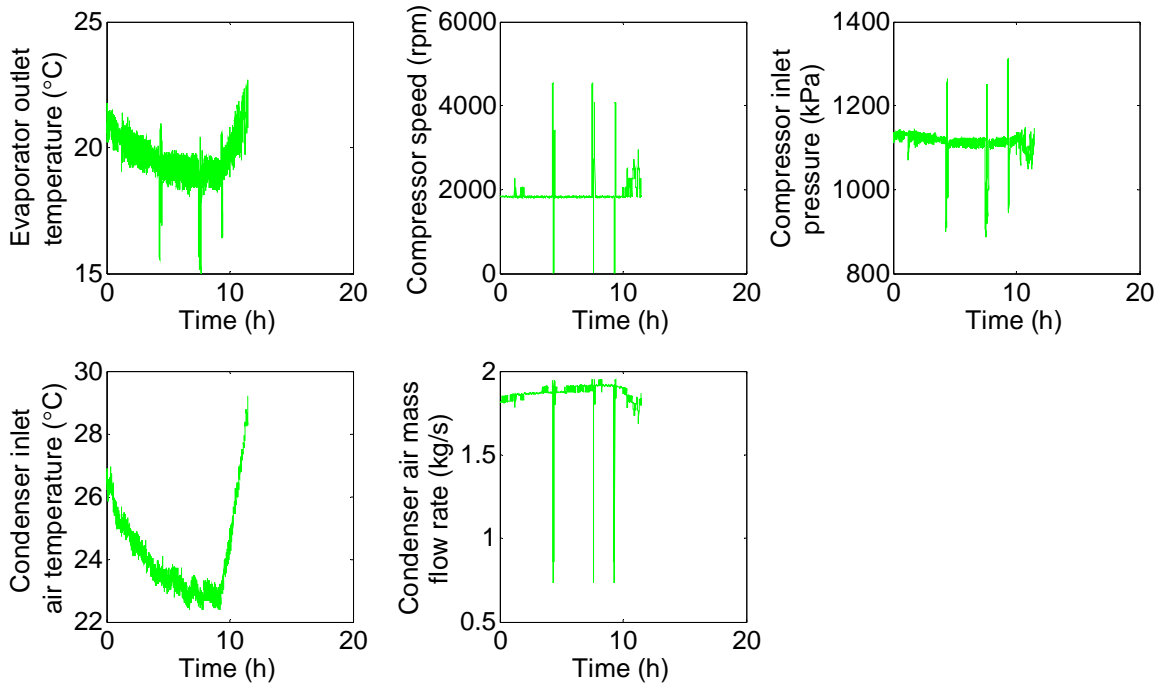 Evaporator outlet
temperature (°C)
25
20
15
0
10
20
Time (h)
Compressor speed (rpm)
6000
4000
2000
0
0
10
20
Time (h)
Compressor inlet
pressure (kPa)
1400
1200
1000
800
0
10
20
Time (h)
Condenser inlet
air temperature (°C)
30
28
26
24
22
0
10
20
Time (h)
Condenser air mass
flow rate (kg/s)
2
1.5
1
0.5
0
10
20
Time (h)